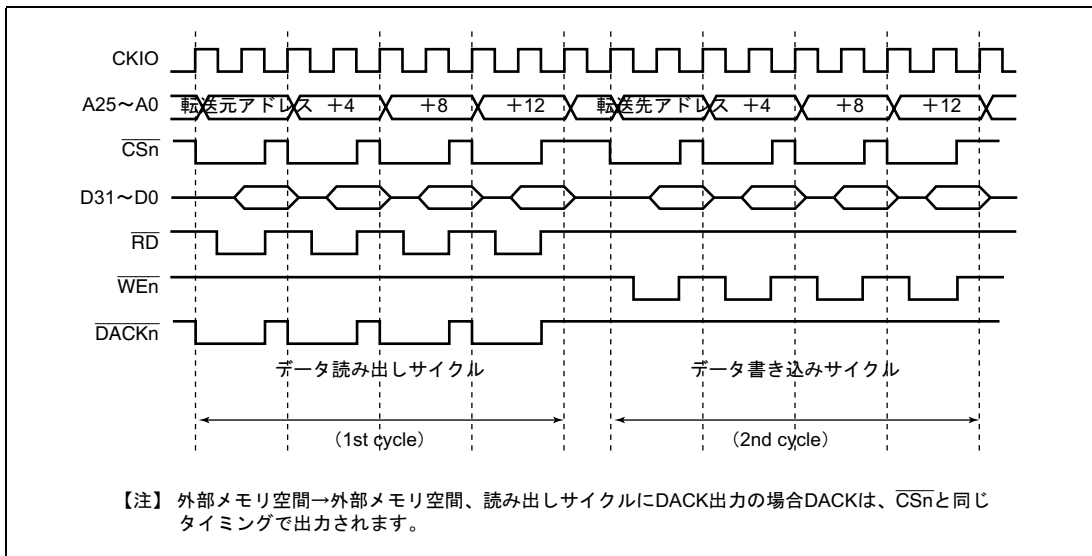 CKIO
A25～A0 転送元アドレス +4 +8 +12 転送先アドレス +4 +8 +12
CSn
D31～D0
RD
WEn
DACKn
データ読み出しサイクル データ書き込みサイクル
（1st cycle） （2nd cycle）
【注】 外部メモリ空間→外部メモリ空間、読み出しサイクルにDACK出力の場合DACKは、CSnと同じ
タイミングで出力されます。